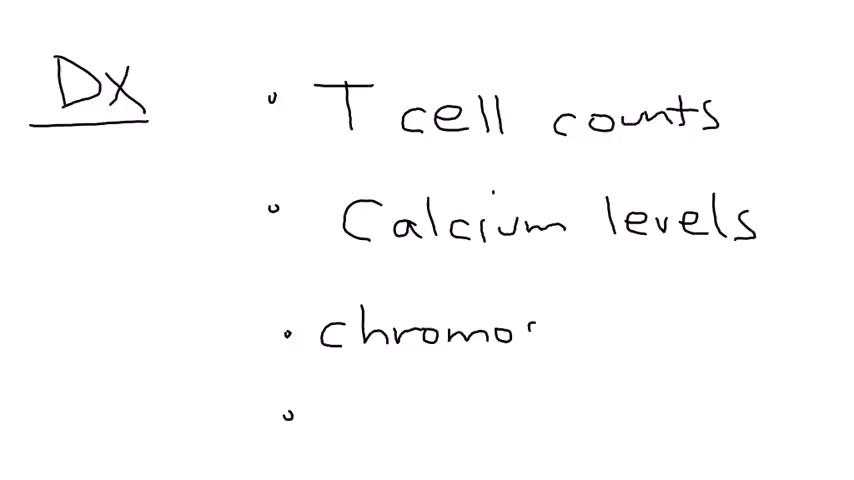 Dx
• T cell counts
• Calcium levels
• chromo
•